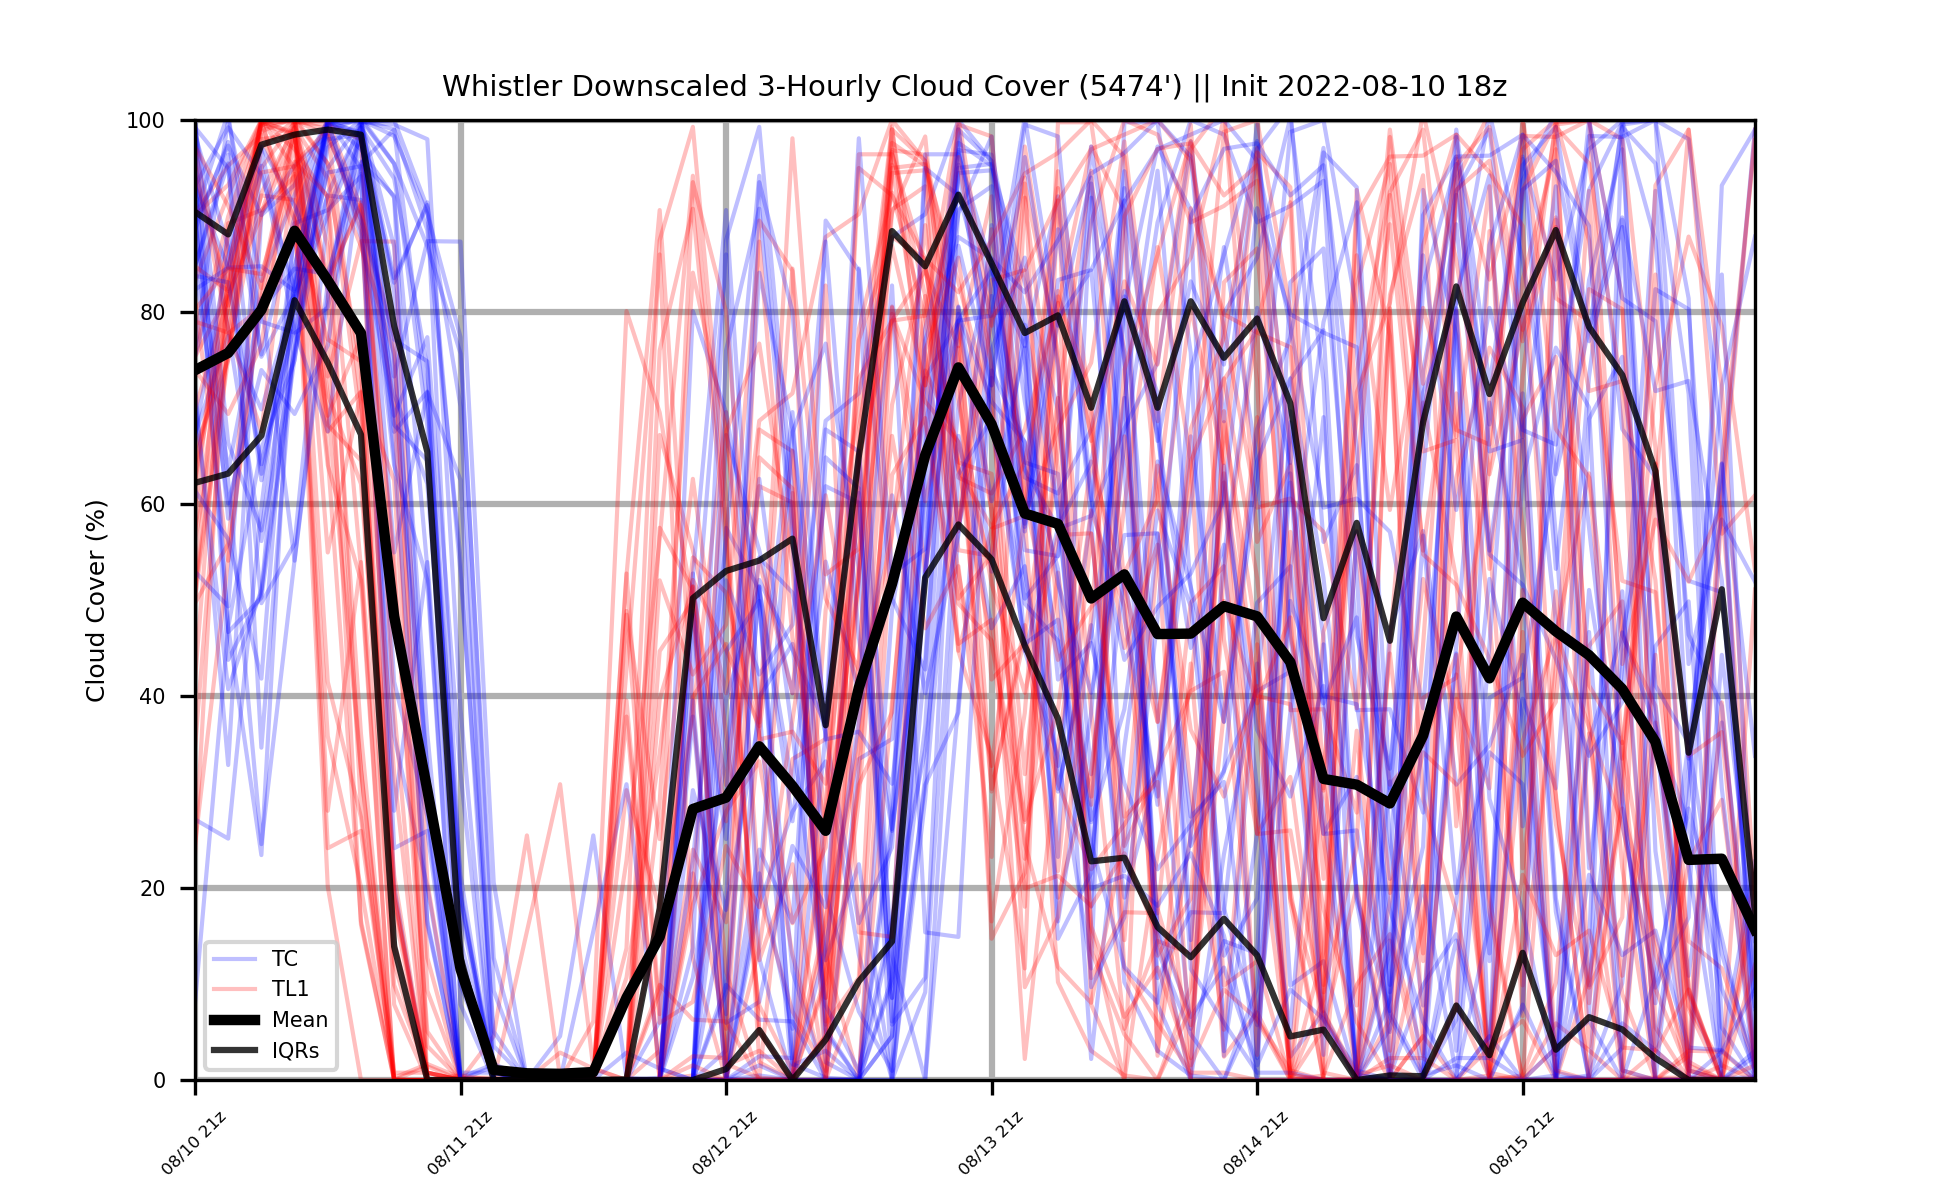 Whistler Downscaled 3-Hourly Cloud Cover (5474') || Init 2022-08-10 18z
Cloud Cover (%)
100
80
60
40
20
0
TC
TL1
Mean
IQRs
08/10 21z
08/11 21z
08/12 21z
08/13 21z
08/14 21z
08/15 21z